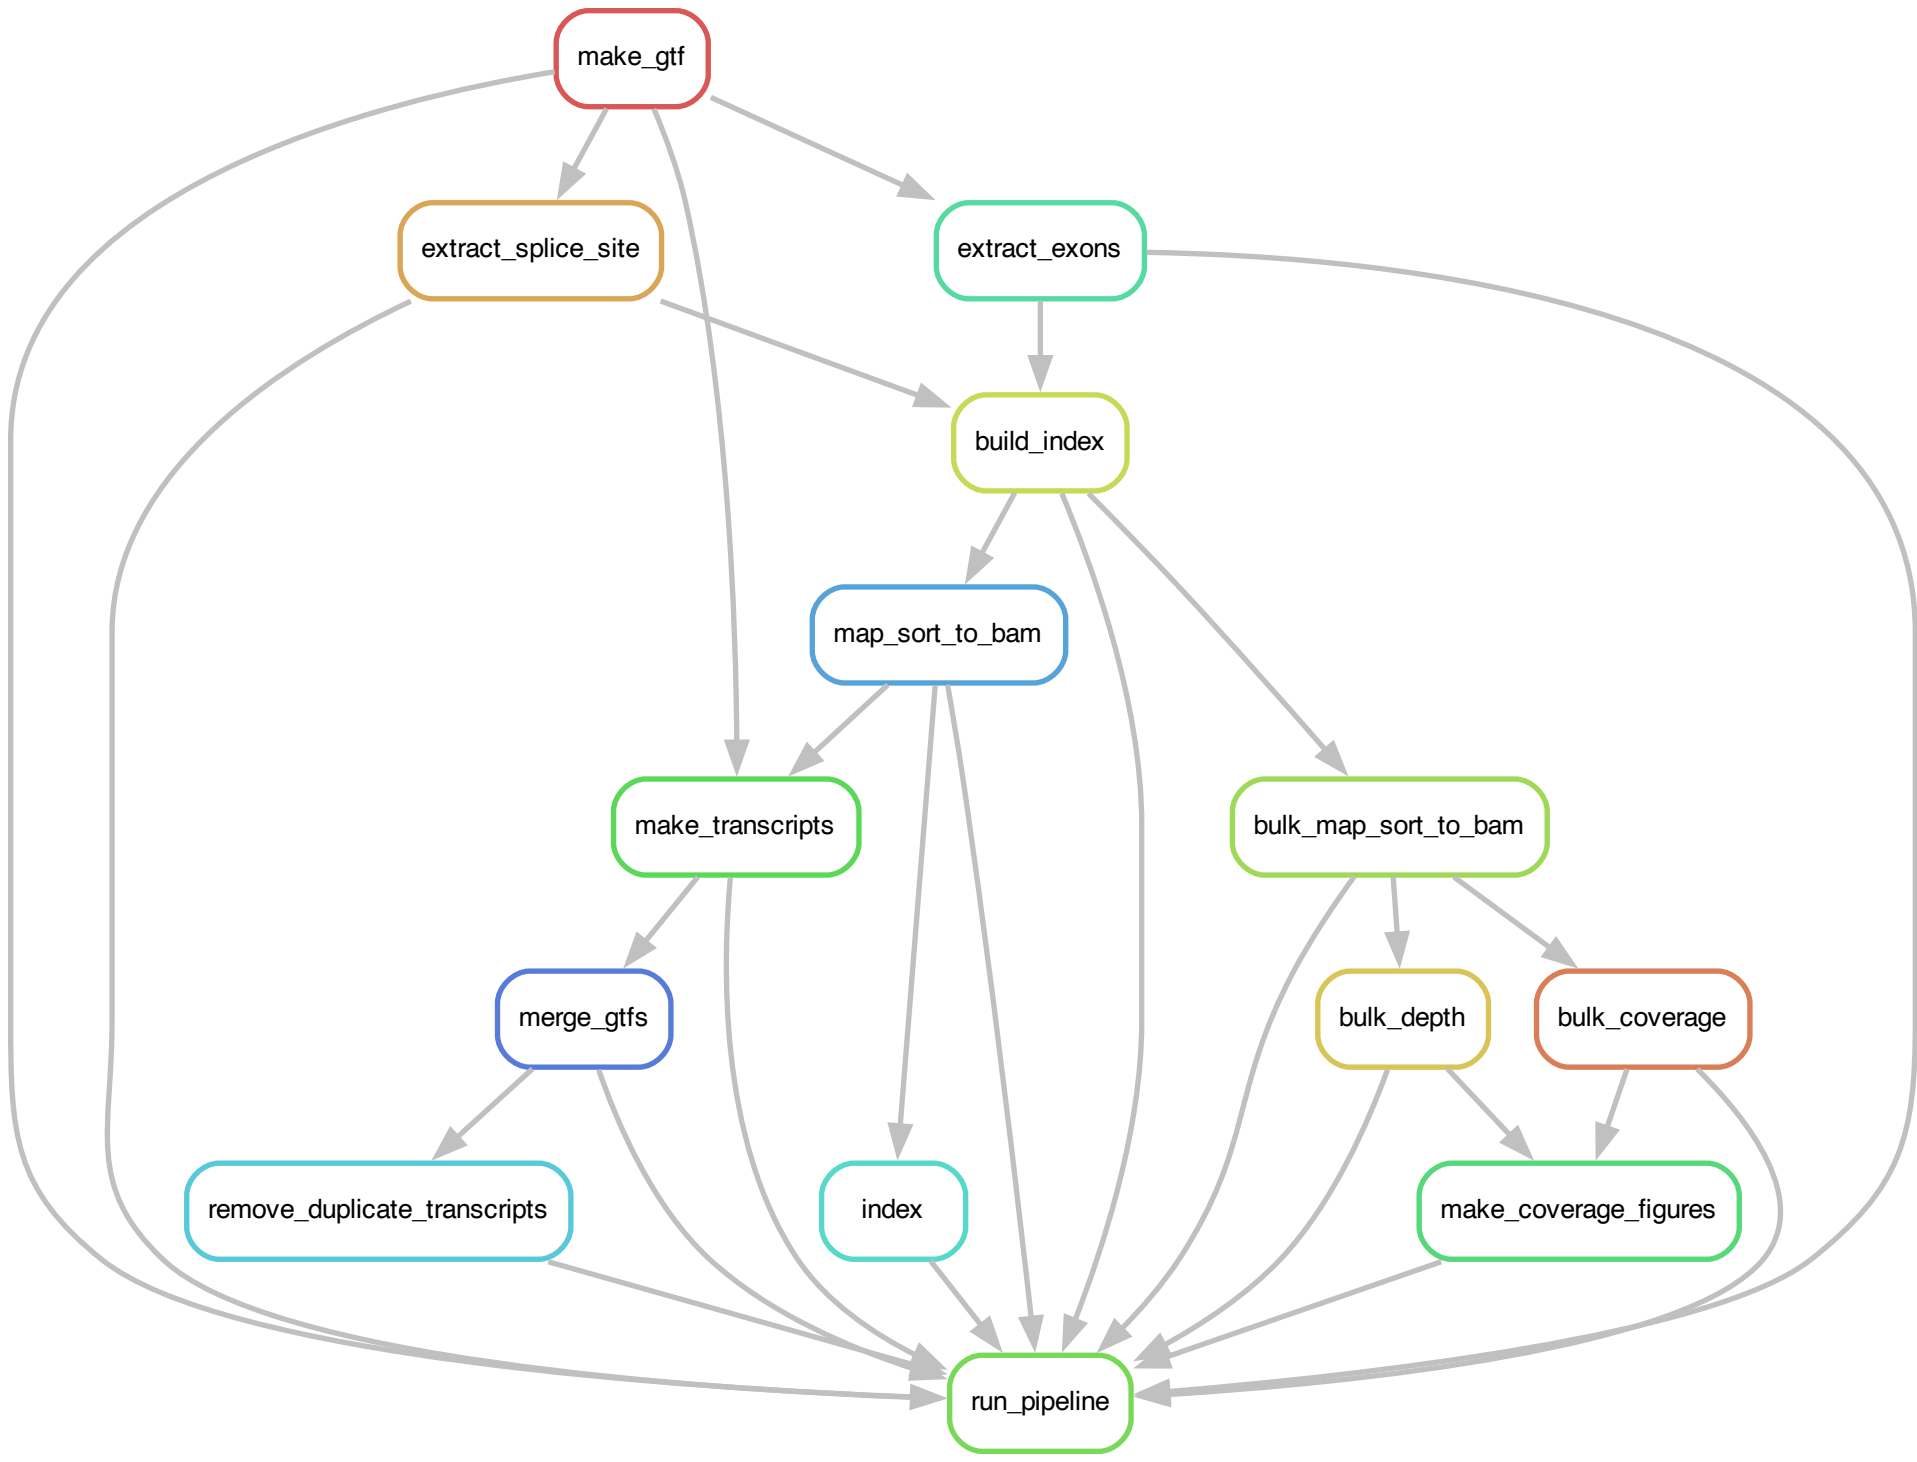 make_gtf
extract_splice_site
extract_exons
build_index
map_sort_to_bam
make_transcripts
bulk_map_sort_to_bam
merge_gtfs
bulk_depth
bulk_coverage
remove_duplicate_transcripts
index
make_coverage_figures
run_pipeline